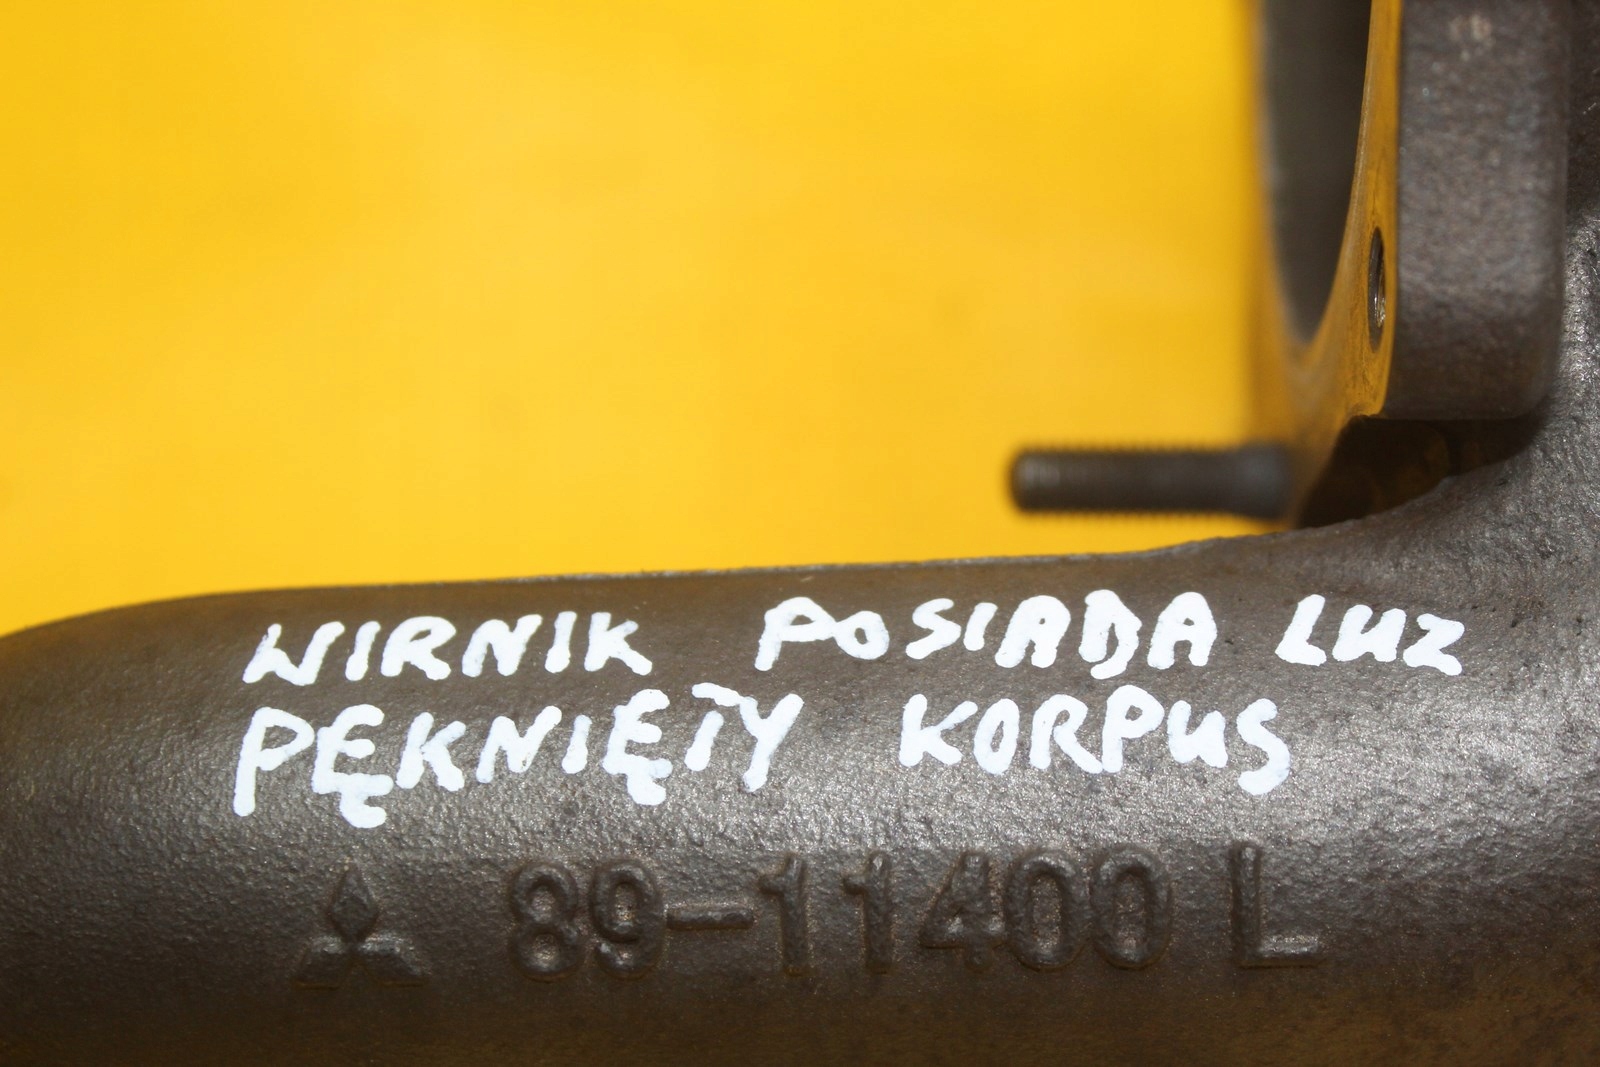 WIRNIK POSIADA LUZ
PĘKNIĘTY KORPUS
89-11400 L